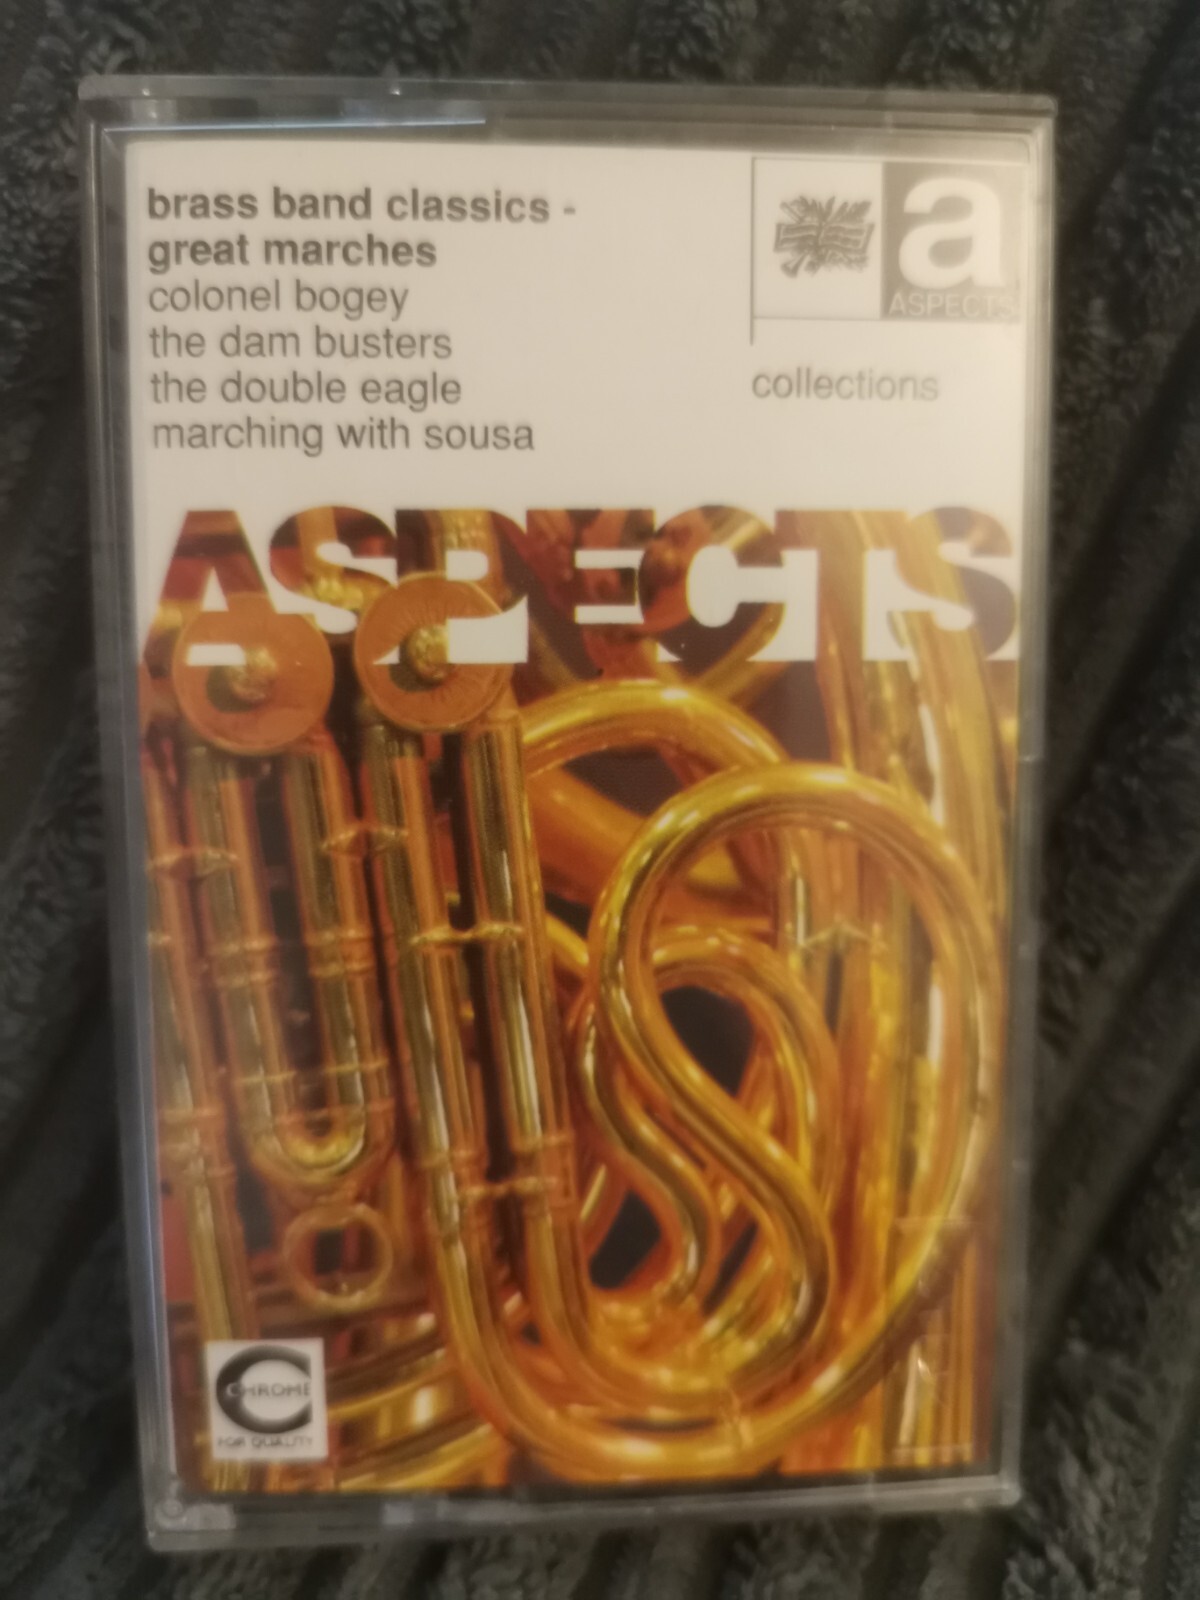 brass band classics -
great marches
colonel bogey
the dam busters
the double eagle
marching with sousa
a
ASPECTS
collections
ASPECTS
CHROME
FOR QUALITY